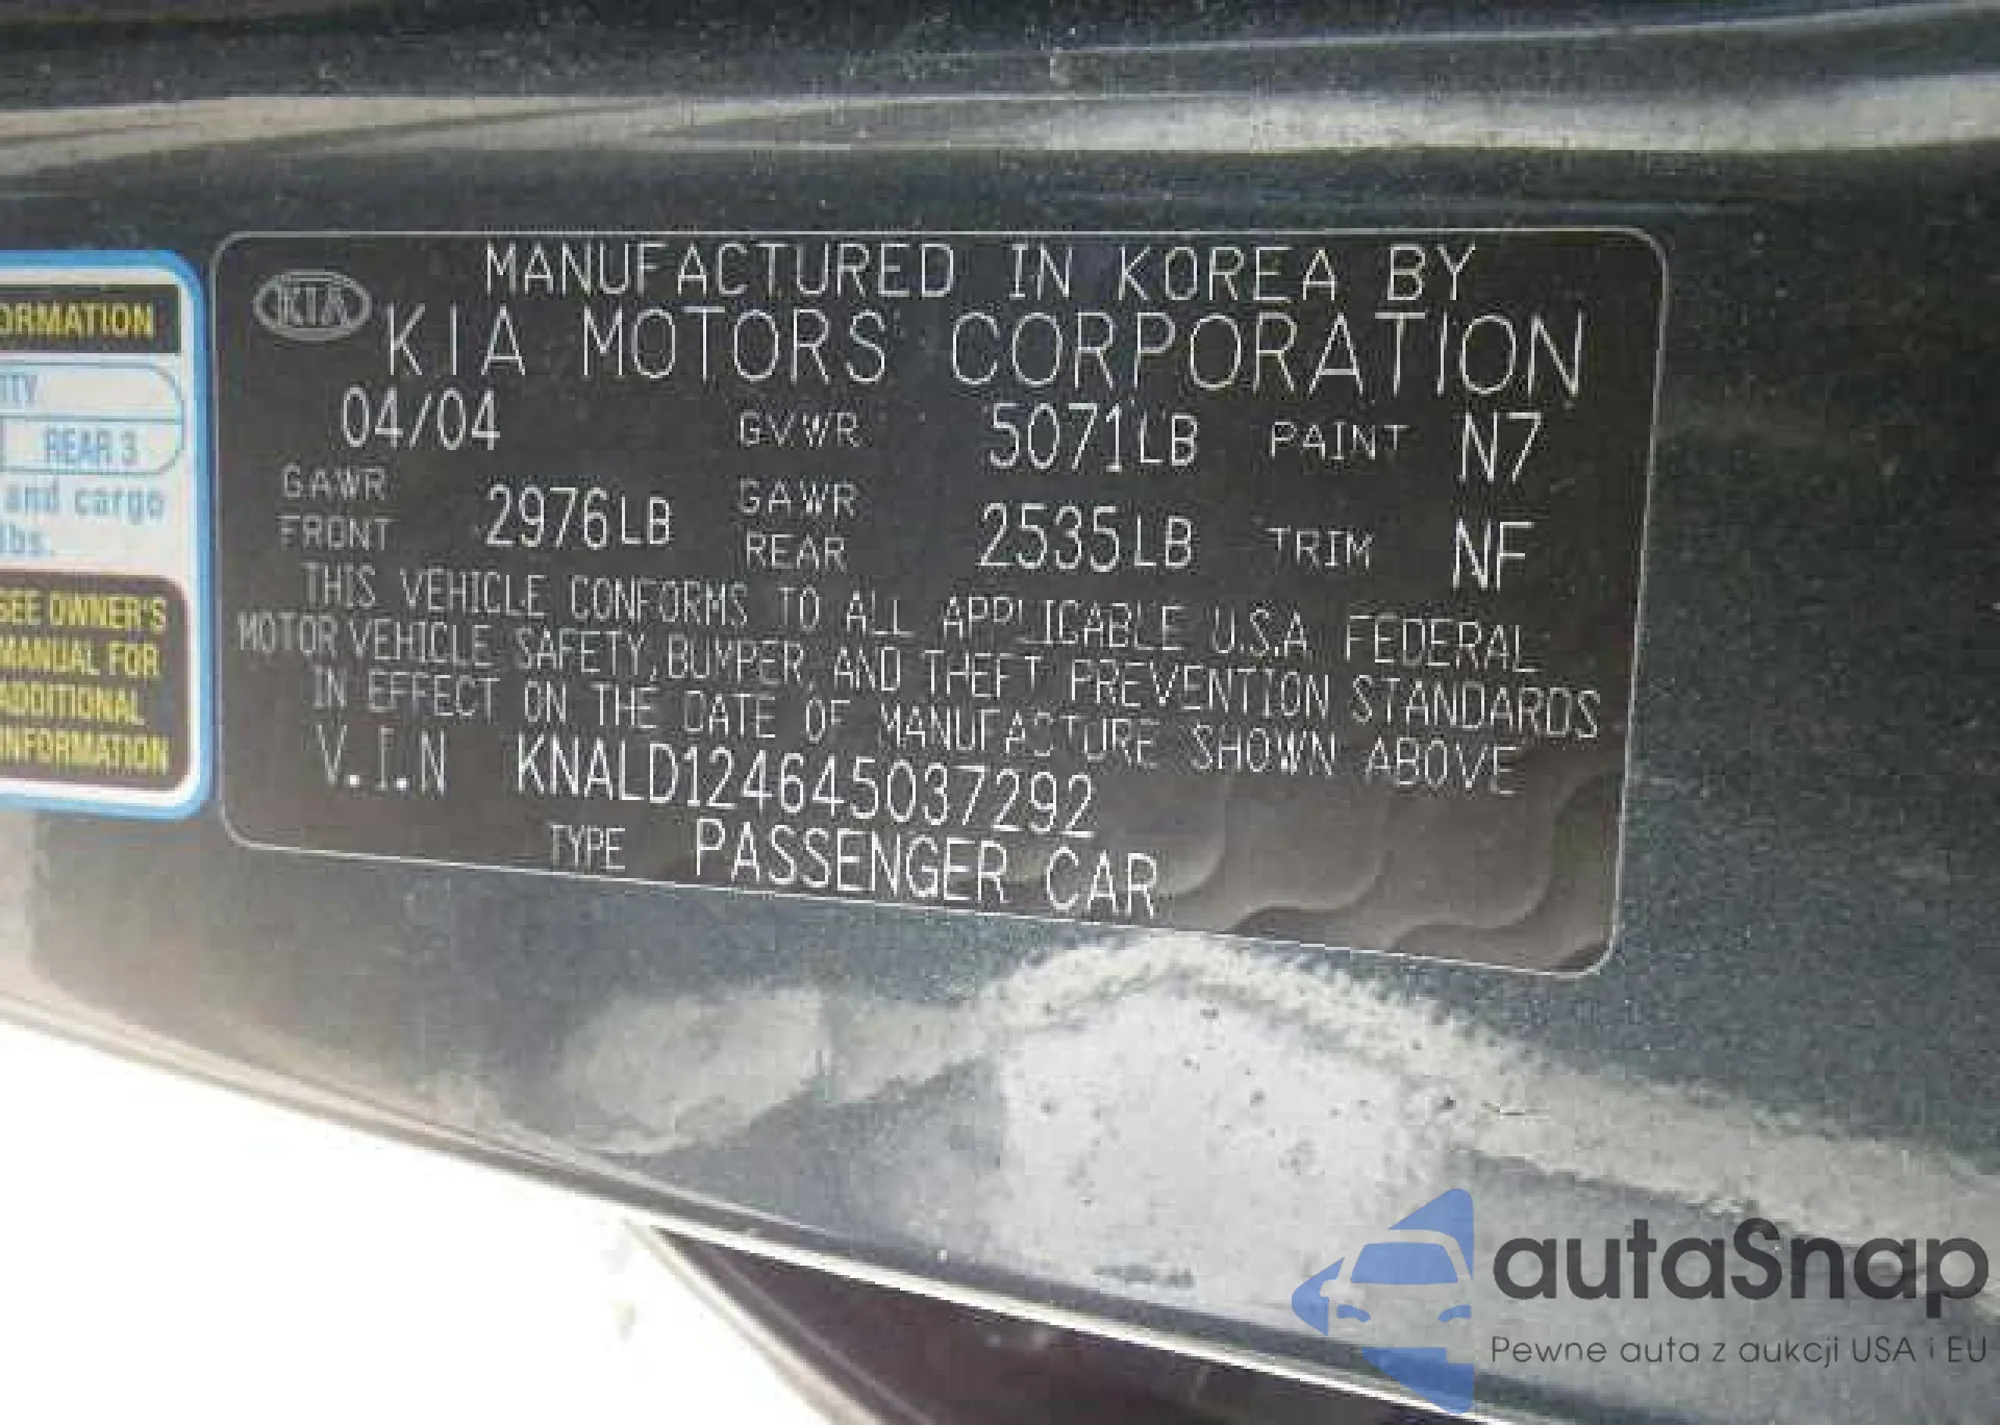 ORMATION
ITY
REAR 3
and cargo
lbs.
SEE OWNER'S
MANUAL FOR
ADDITIONAL
INFORMATION
KIA
MANUFACTURED IN KOREA BY
KIA MOTORS CORPORATION
04/04 GVWR 5071LB PAINT N7
GAWR FRONT 2976LB GAWR REAR 2535LB TRIM NF
THIS VEHICLE CONFORMS TO ALL APPLICABLE U.S.A. FEDERAL
MOTOR VEHICLE SAFETY, BUMPER, AND THEFT PREVENTION STANDARDS
IN EFFECT ON THE DATE OF MANUFACTURE SHOWN ABOVE
V.I.N KNALD124645037292
TYPE PASSENGER CAR
autaSnap
Pewne auta z aukcji USA i EU